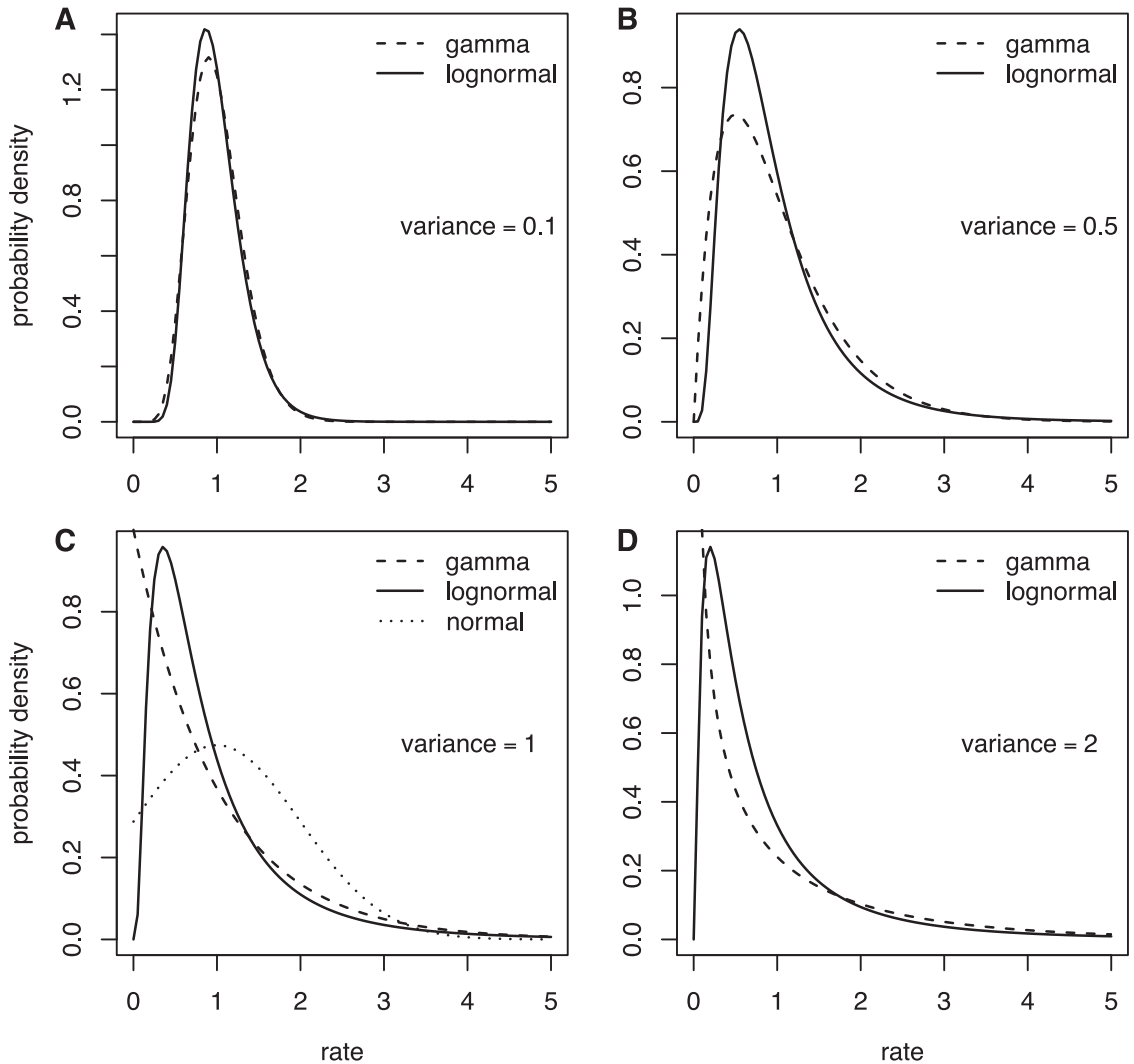 A
gamma
lognormal
variance = 0.1
probability density
0.0 0.4 0.8 1.2
0 1 2 3 4 5
B
gamma
lognormal
variance = 0.5
0.0 0.2 0.4 0.6 0.8
0 1 2 3 4 5
C
gamma
lognormal
normal
variance = 1
probability density
0.0 0.2 0.4 0.6 0.8
0 1 2 3 4 5
rate
D
gamma
lognormal
variance = 2
0.0 0.2 0.4 0.6 0.8 1.0
0 1 2 3 4 5
rate